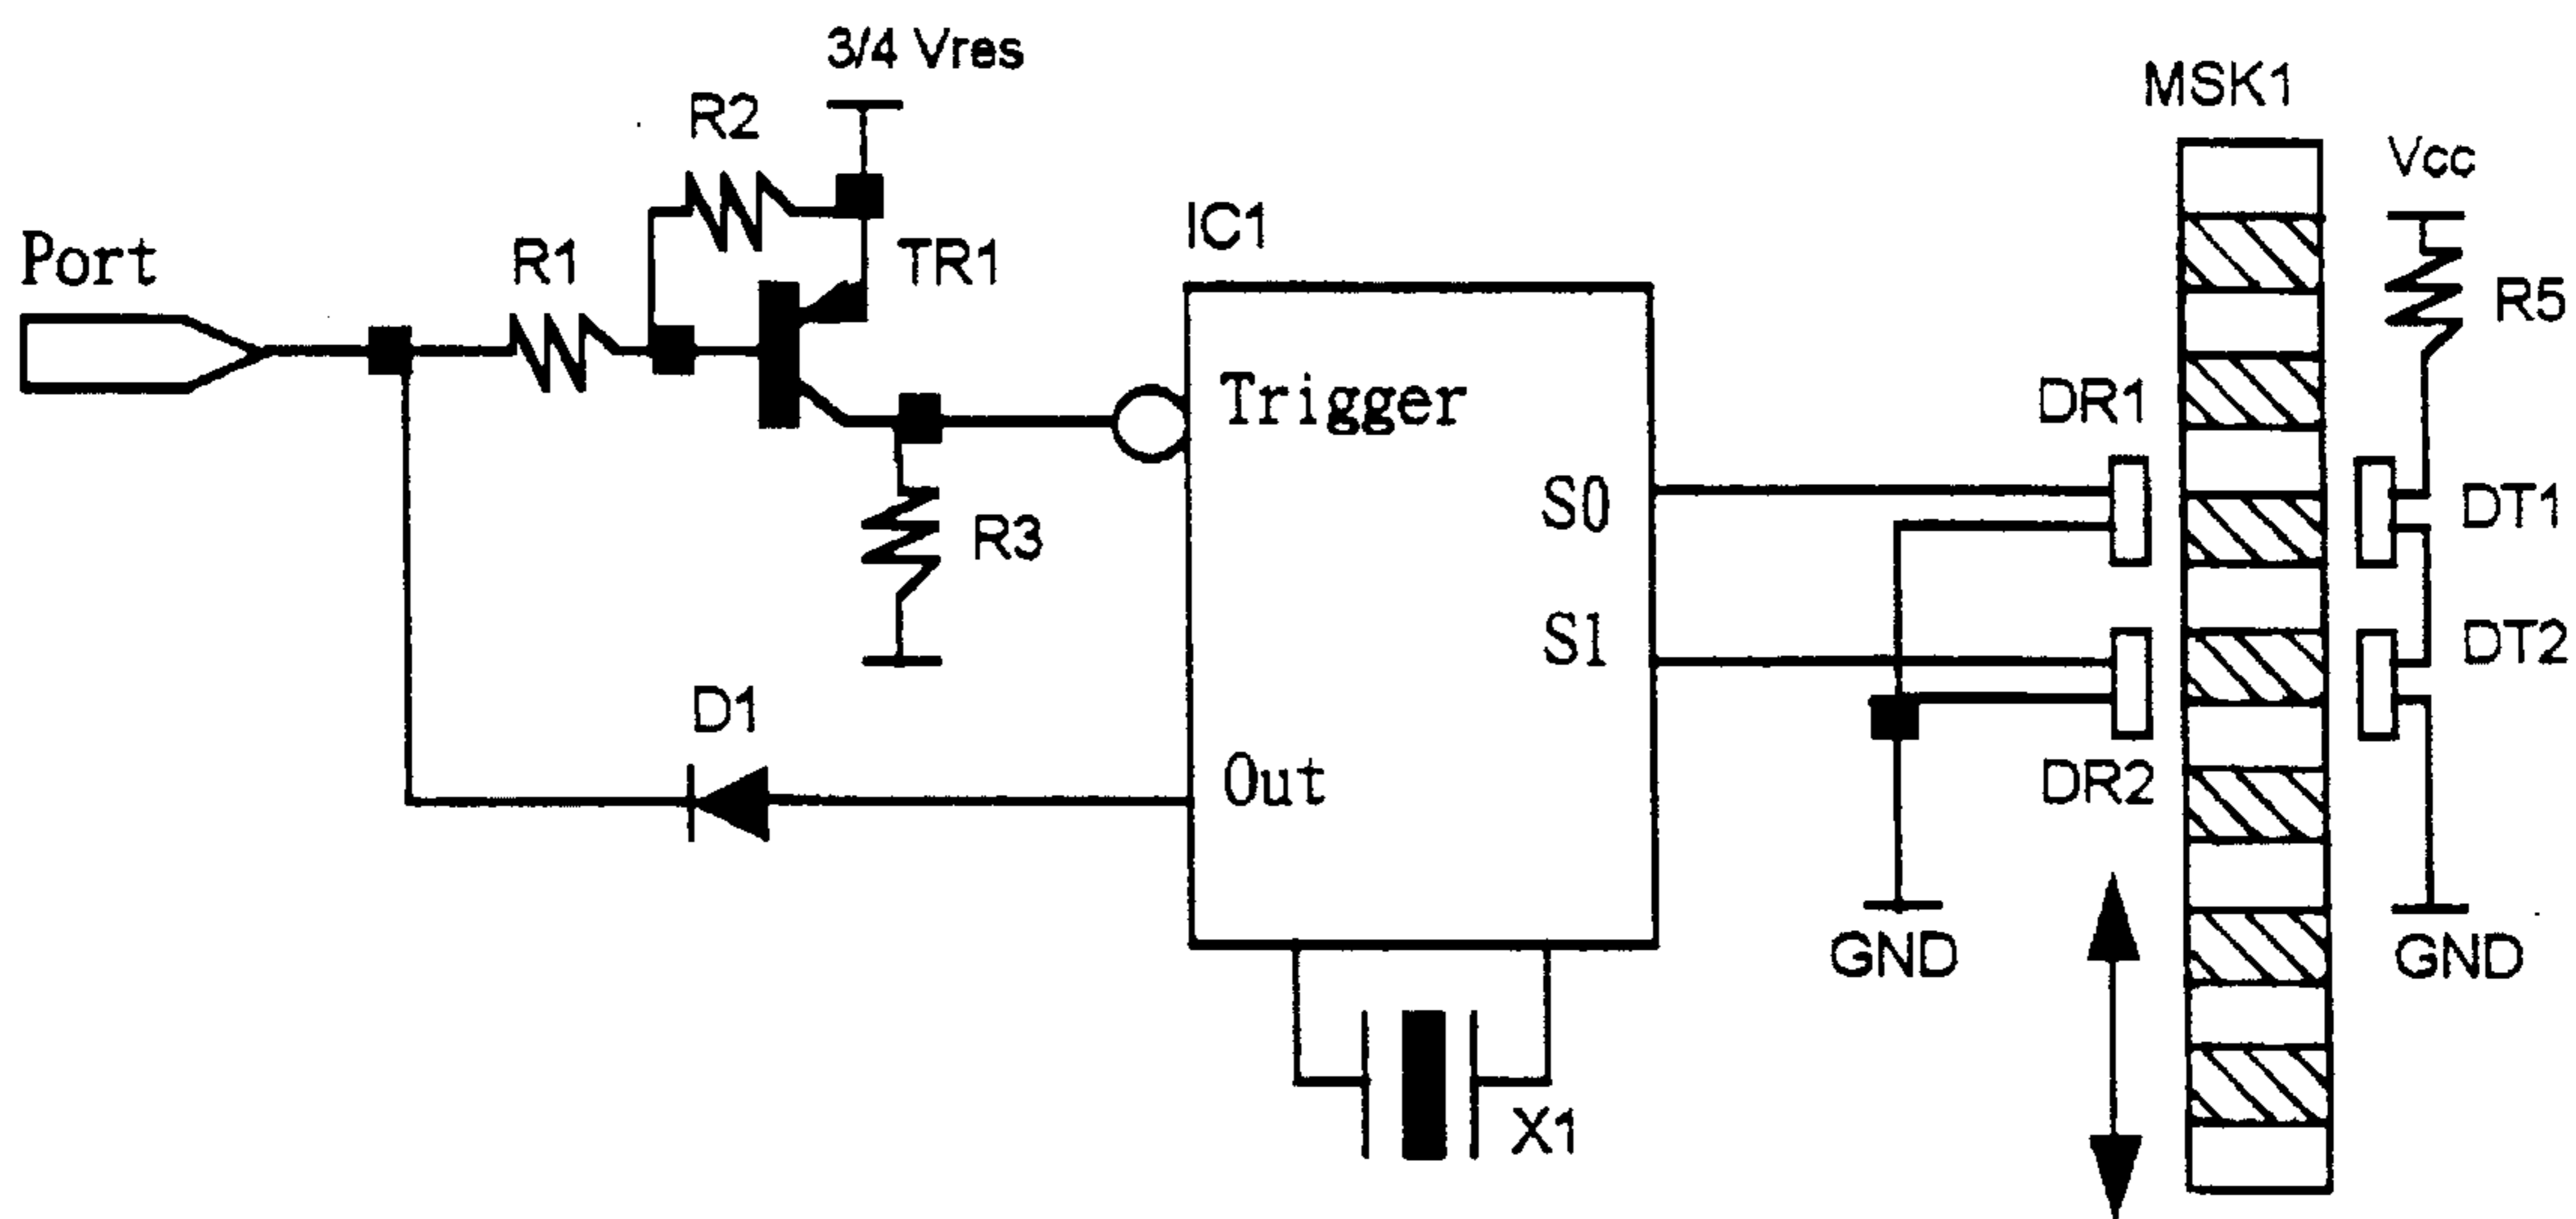 3/4 Vres
MSK1
R2
Vcc
IC1
Port
R1
TR1
R5
Trigger
DR1
S0
DT1
R3
S1
DT2
D1
Out
DR2
GND
GND
X1